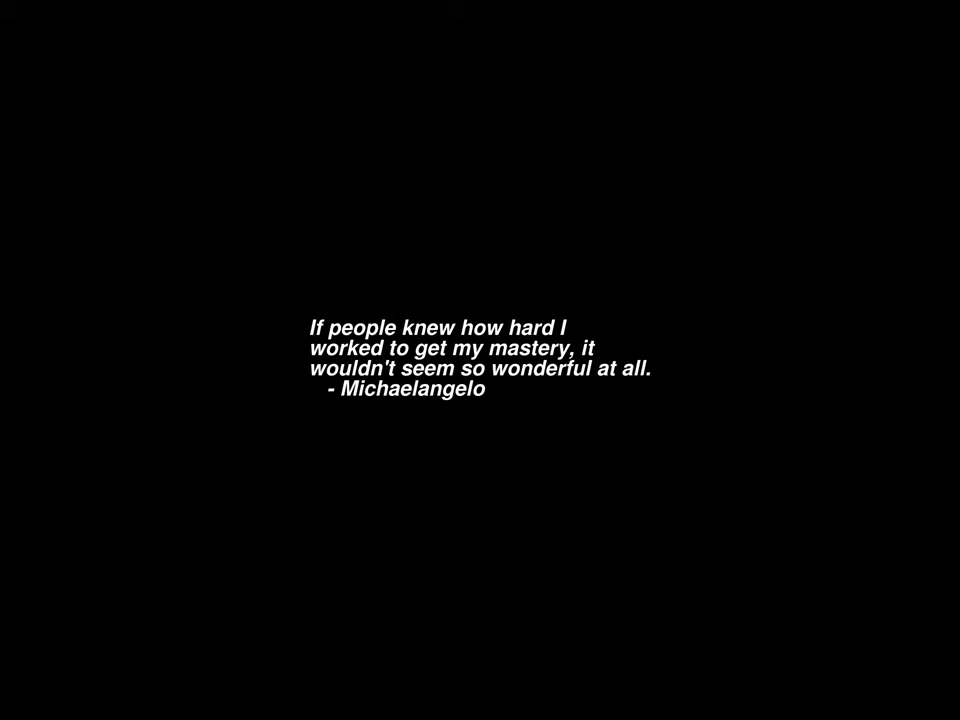 If people knew how hard I
worked to get my mastery, it
wouldn't seem so wonderful at all.
- Michaelangelo